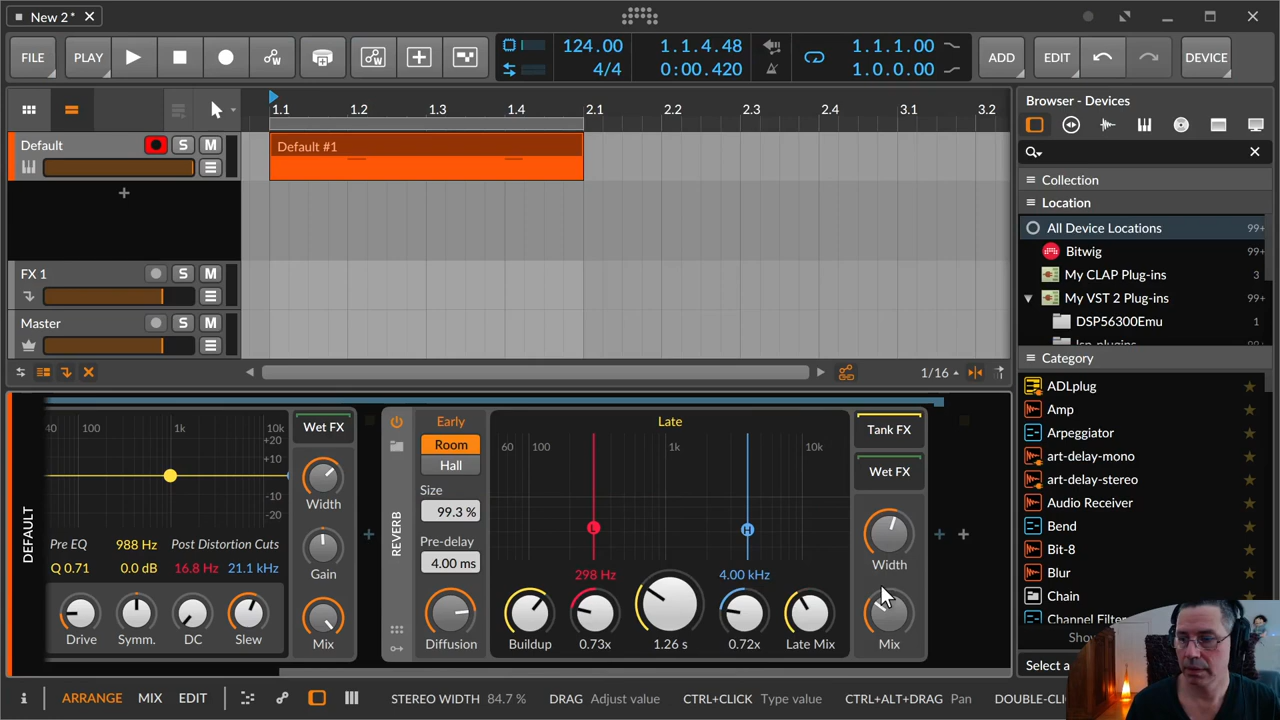 New 2*
FILE PLAY ADD EDIT DEVICE
124.00 1.1.4.48 1.1.1.00
4/4 0:00.420 1.0.0.00
1.1 1.2 1.3 1.4 2.1 2.2 2.3 2.4 3.1 3.2
Default S M
Default #1
FX 1 S M
Master S M
1/16
Browser - Devices
Collection
Location
All Device Locations 99+
Bitwig 99+
My CLAP Plug-ins 3
My VST 2 Plug-ins 99+
DSP56300Emu 1
lsp-plugins
Category
ADLplug
Amp
Arpeggiator
art-delay-mono
art-delay-stereo
Audio Receiver
Bend
Bit-8
Blur
Chain
Channel Filter
Select a
DEFAULT
40 100 1k 10k
+20
+10
-10
-20
Pre EQ 988 Hz Post Distortion Cuts
Q 0.71 0.0 dB 16.8 Hz 21.1 kHz
Drive Symm. DC Slew
Wet FX
Width
Gain
Mix
REVERB
Early
Room
Hall
Size
99.3 %
Pre-delay
4.00 ms
Diffusion
Late
60 100 1k 10k
L H
298 Hz 4.00 kHz
Buildup 0.73x 1.26 s 0.72x Late Mix
Tank FX
Wet FX
Width
Mix
ARRANGE MIX EDIT STEREO WIDTH 84.7 % DRAG Adjust value CTRL+CLICK Type value CTRL+ALT+DRAG Pan DOUBLE-CLI